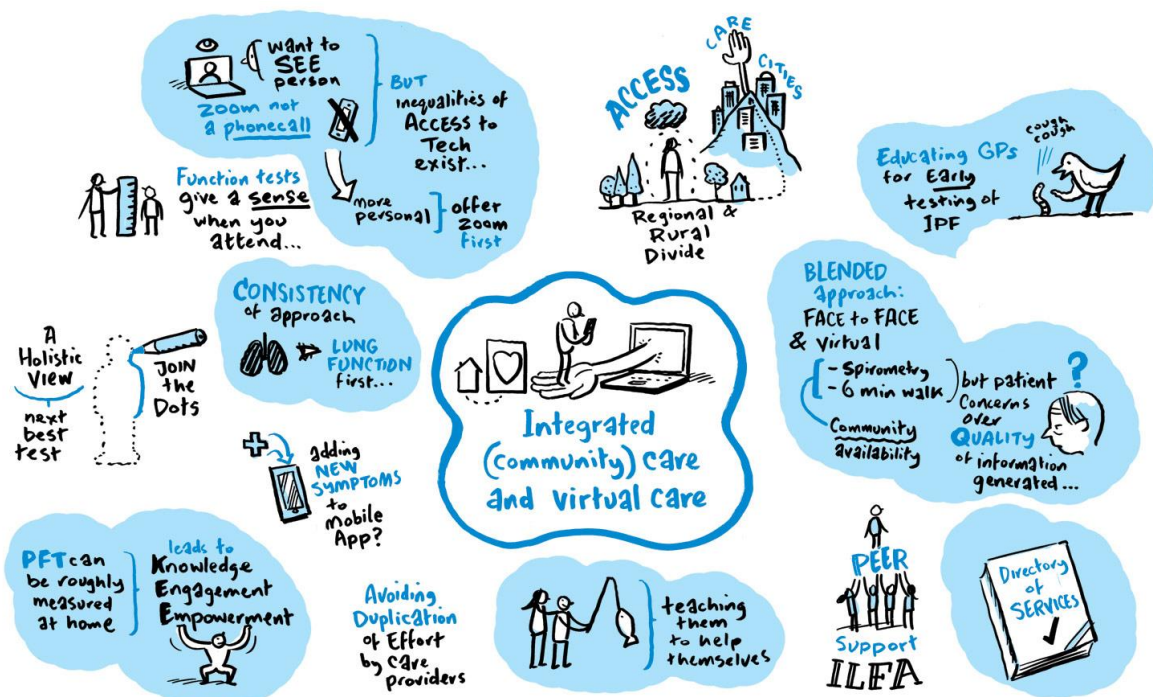 want to
SEE
person
Zoom not
a phonecall
BUT
inequalities of
ACCESS to
Tech
exist...
more
personal
offer
Zoom
first
Function tests
give a sense
when you
attend...
ACCESS
CARE
CITIES
Regional &
Rural
Divide
cough
cough
Educating GPs
for Early
testing of
IPF
CONSISTENCY
of approach
LUNG
FUNCTION
first...
A
Holistic
View
next
best
test
JOIN
the
Dots
adding
NEW
SYMPTOMS
to
Mobile
App?
Integrated
(community) care
and virtual care
BLENDED
approach:
FACE to FACE
& virtual
- Spirometry
- 6 min walk
Community
availability
but patient
concerns
over
QUALITY
of information
generated...
?
PFT can
be roughly
measured
at home
leads to
Knowledge
Engagement
Empowerment
Avoiding
Duplication
of Effort
by care
providers
teaching
them
to help
themselves
PEER
Support
ILFA
Directory
of
SERVICES